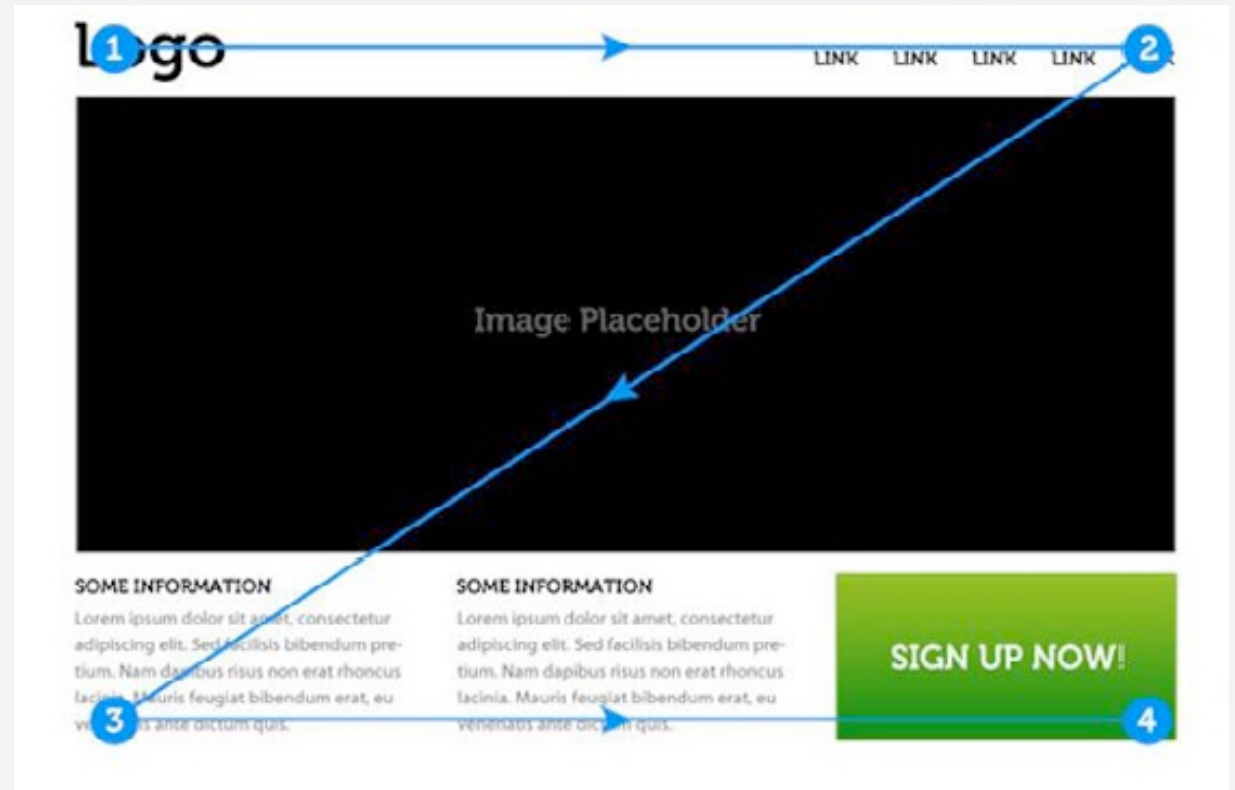 Logo
1
2
LINK LINK LINK LINK
Image Placeholder
SOME INFORMATION
Lorem ipsum dolor sit amet, consectetur
adipiscing elit. Sed facilisis bibendum pre-
tium. Nam dapibus risus non erat rhoncus
lacinia. Mauris feugiat bibendum erat, eu
venenatis ante dictum quis.
3
SOME INFORMATION
Lorem ipsum dolor sit amet, consectetur
adipiscing elit. Sed facilisis bibendum pre-
tium. Nam dapibus risus non erat rhoncus
lacinia. Mauris feugiat bibendum erat, eu
venenatis ante dictum quis.
SIGN UP NOW!
4